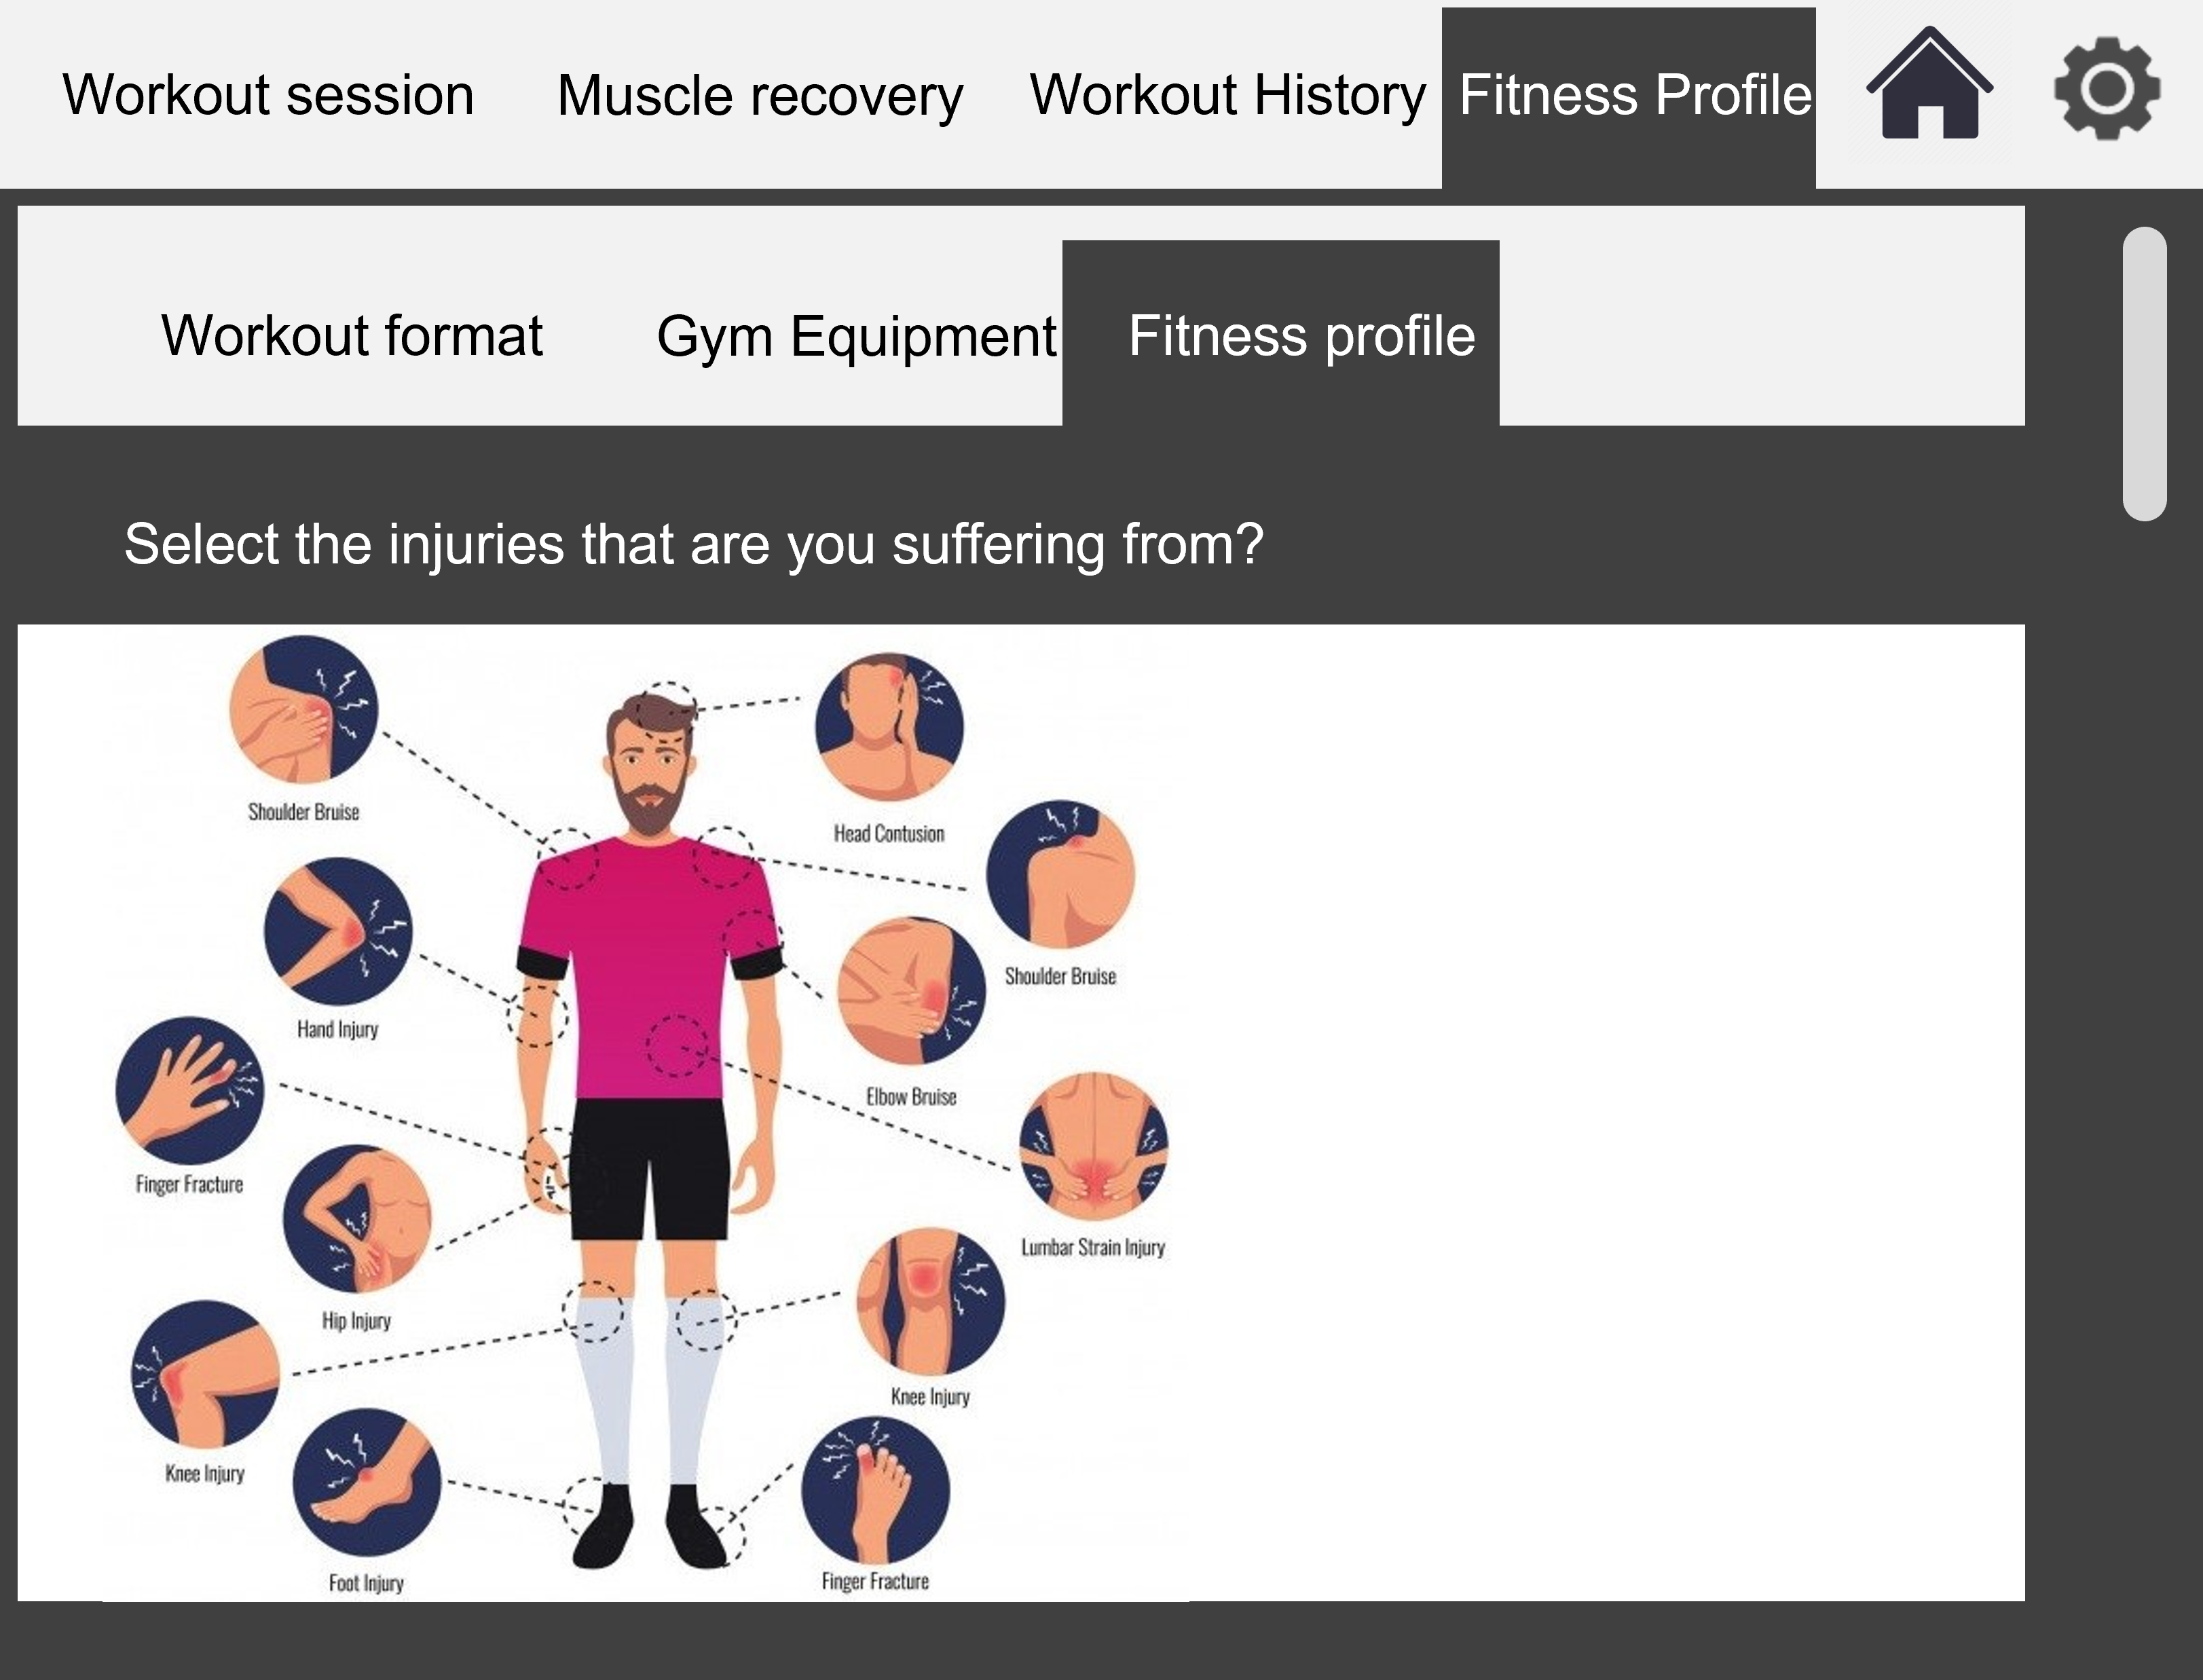 Workout session Muscle recovery Workout History Fitness Profile
Workout format Gym Equipment Fitness profile
Select the injuries that are you suffering from?
Shoulder Bruise
Head Contusion
Shoulder Bruise
Hand Injury
Elbow Bruise
Finger Fracture
Lumbar Strain Injury
Hip Injury
Knee Injury
Knee Injury
Foot Injury
Finger Fracture